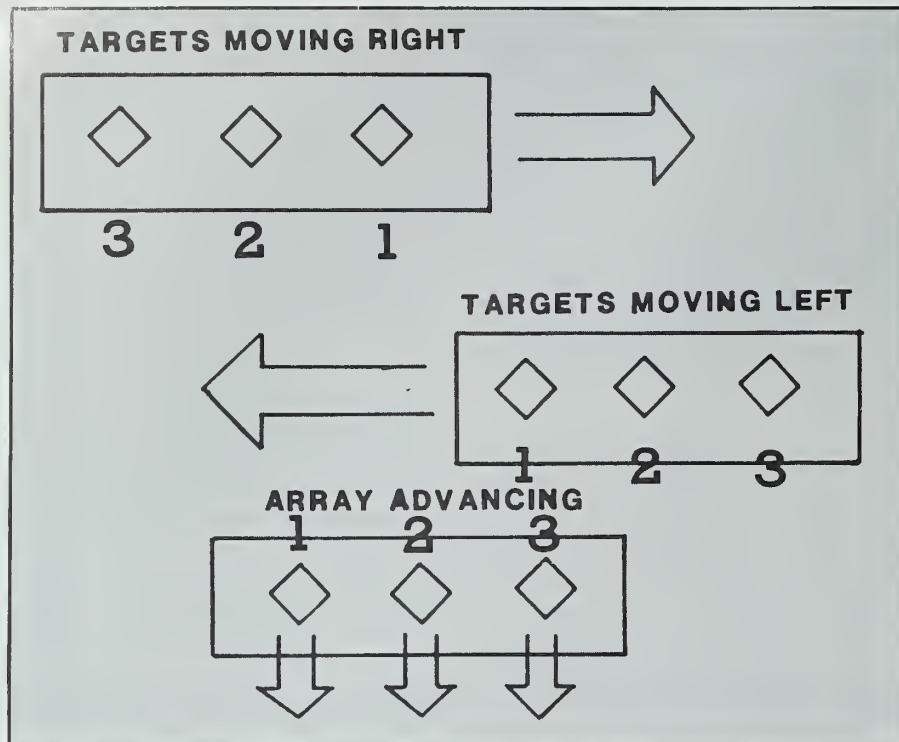 TARGETS MOVING RIGHT
3 2 1
TARGETS MOVING LEFT
1 2 3
ARRAY ADVANCING
1 2 3